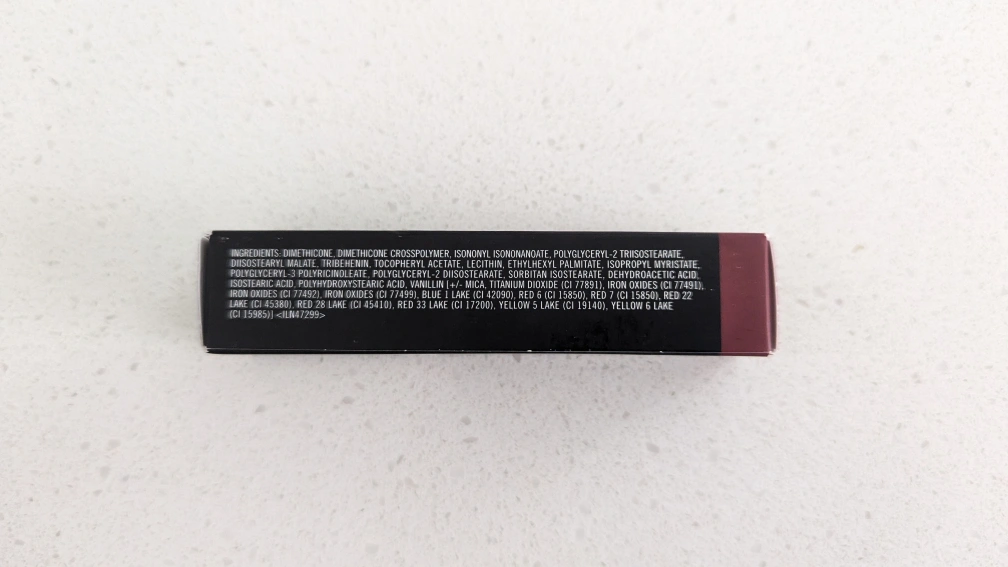 INGREDIENTS: DIMETHICONE, DIMETHICONE CROSSPOLYMER, ISONONYL ISONONANOATE, POLYGLYCERYL-2 TRIISOSTEARATE,
DIISOSTEARYL MALATE, TRIBEHENIN, TOCOPHERYL ACETATE, LECITHIN, ETHYLHEXYL PALMITATE, ISOPROPYL MYRISTATE,
POLYGLYCERYL-3 POLYRICINOLEATE, POLYGLYCERYL-2 DIISOSTEARATE, SORBITAN ISOSTEARATE, DEHYDROACETIC ACID,
ISOSTEARIC ACID, POLYHYDROXYSTEARIC ACID, VANILLIN [+/- MICA, TITANIUM DIOXIDE (CI 77891), IRON OXIDES (CI 77491),
IRON OXIDES (CI 77492), IRON OXIDES (CI 77499), BLUE 1 LAKE (CI 42090), RED 6 (CI 15850), RED 7 (CI 15850), RED 22
LAKE (CI 45380), RED 28 LAKE (CI 45410), RED 33 LAKE (CI 17200), YELLOW 5 LAKE (CI 19140), YELLOW 6 LAKE
(CI 15985)] <ILN47299>